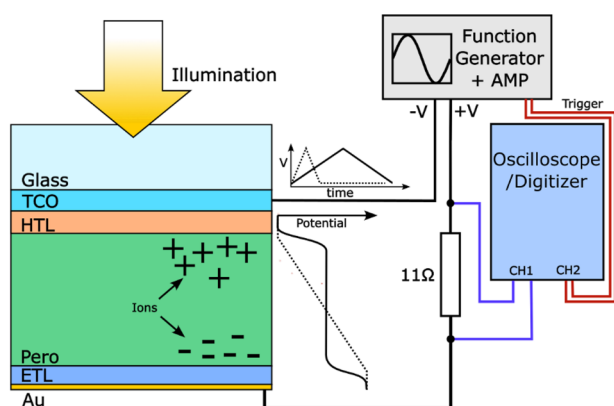 Illumination
Function
Generator
+ AMP
-V
+V
Trigger
Oscilloscope
/Digitizer
CH1
CH2
V
time
Potential
11Ω
Glass
TCO
HTL
Ions
Pero
ETL
Au